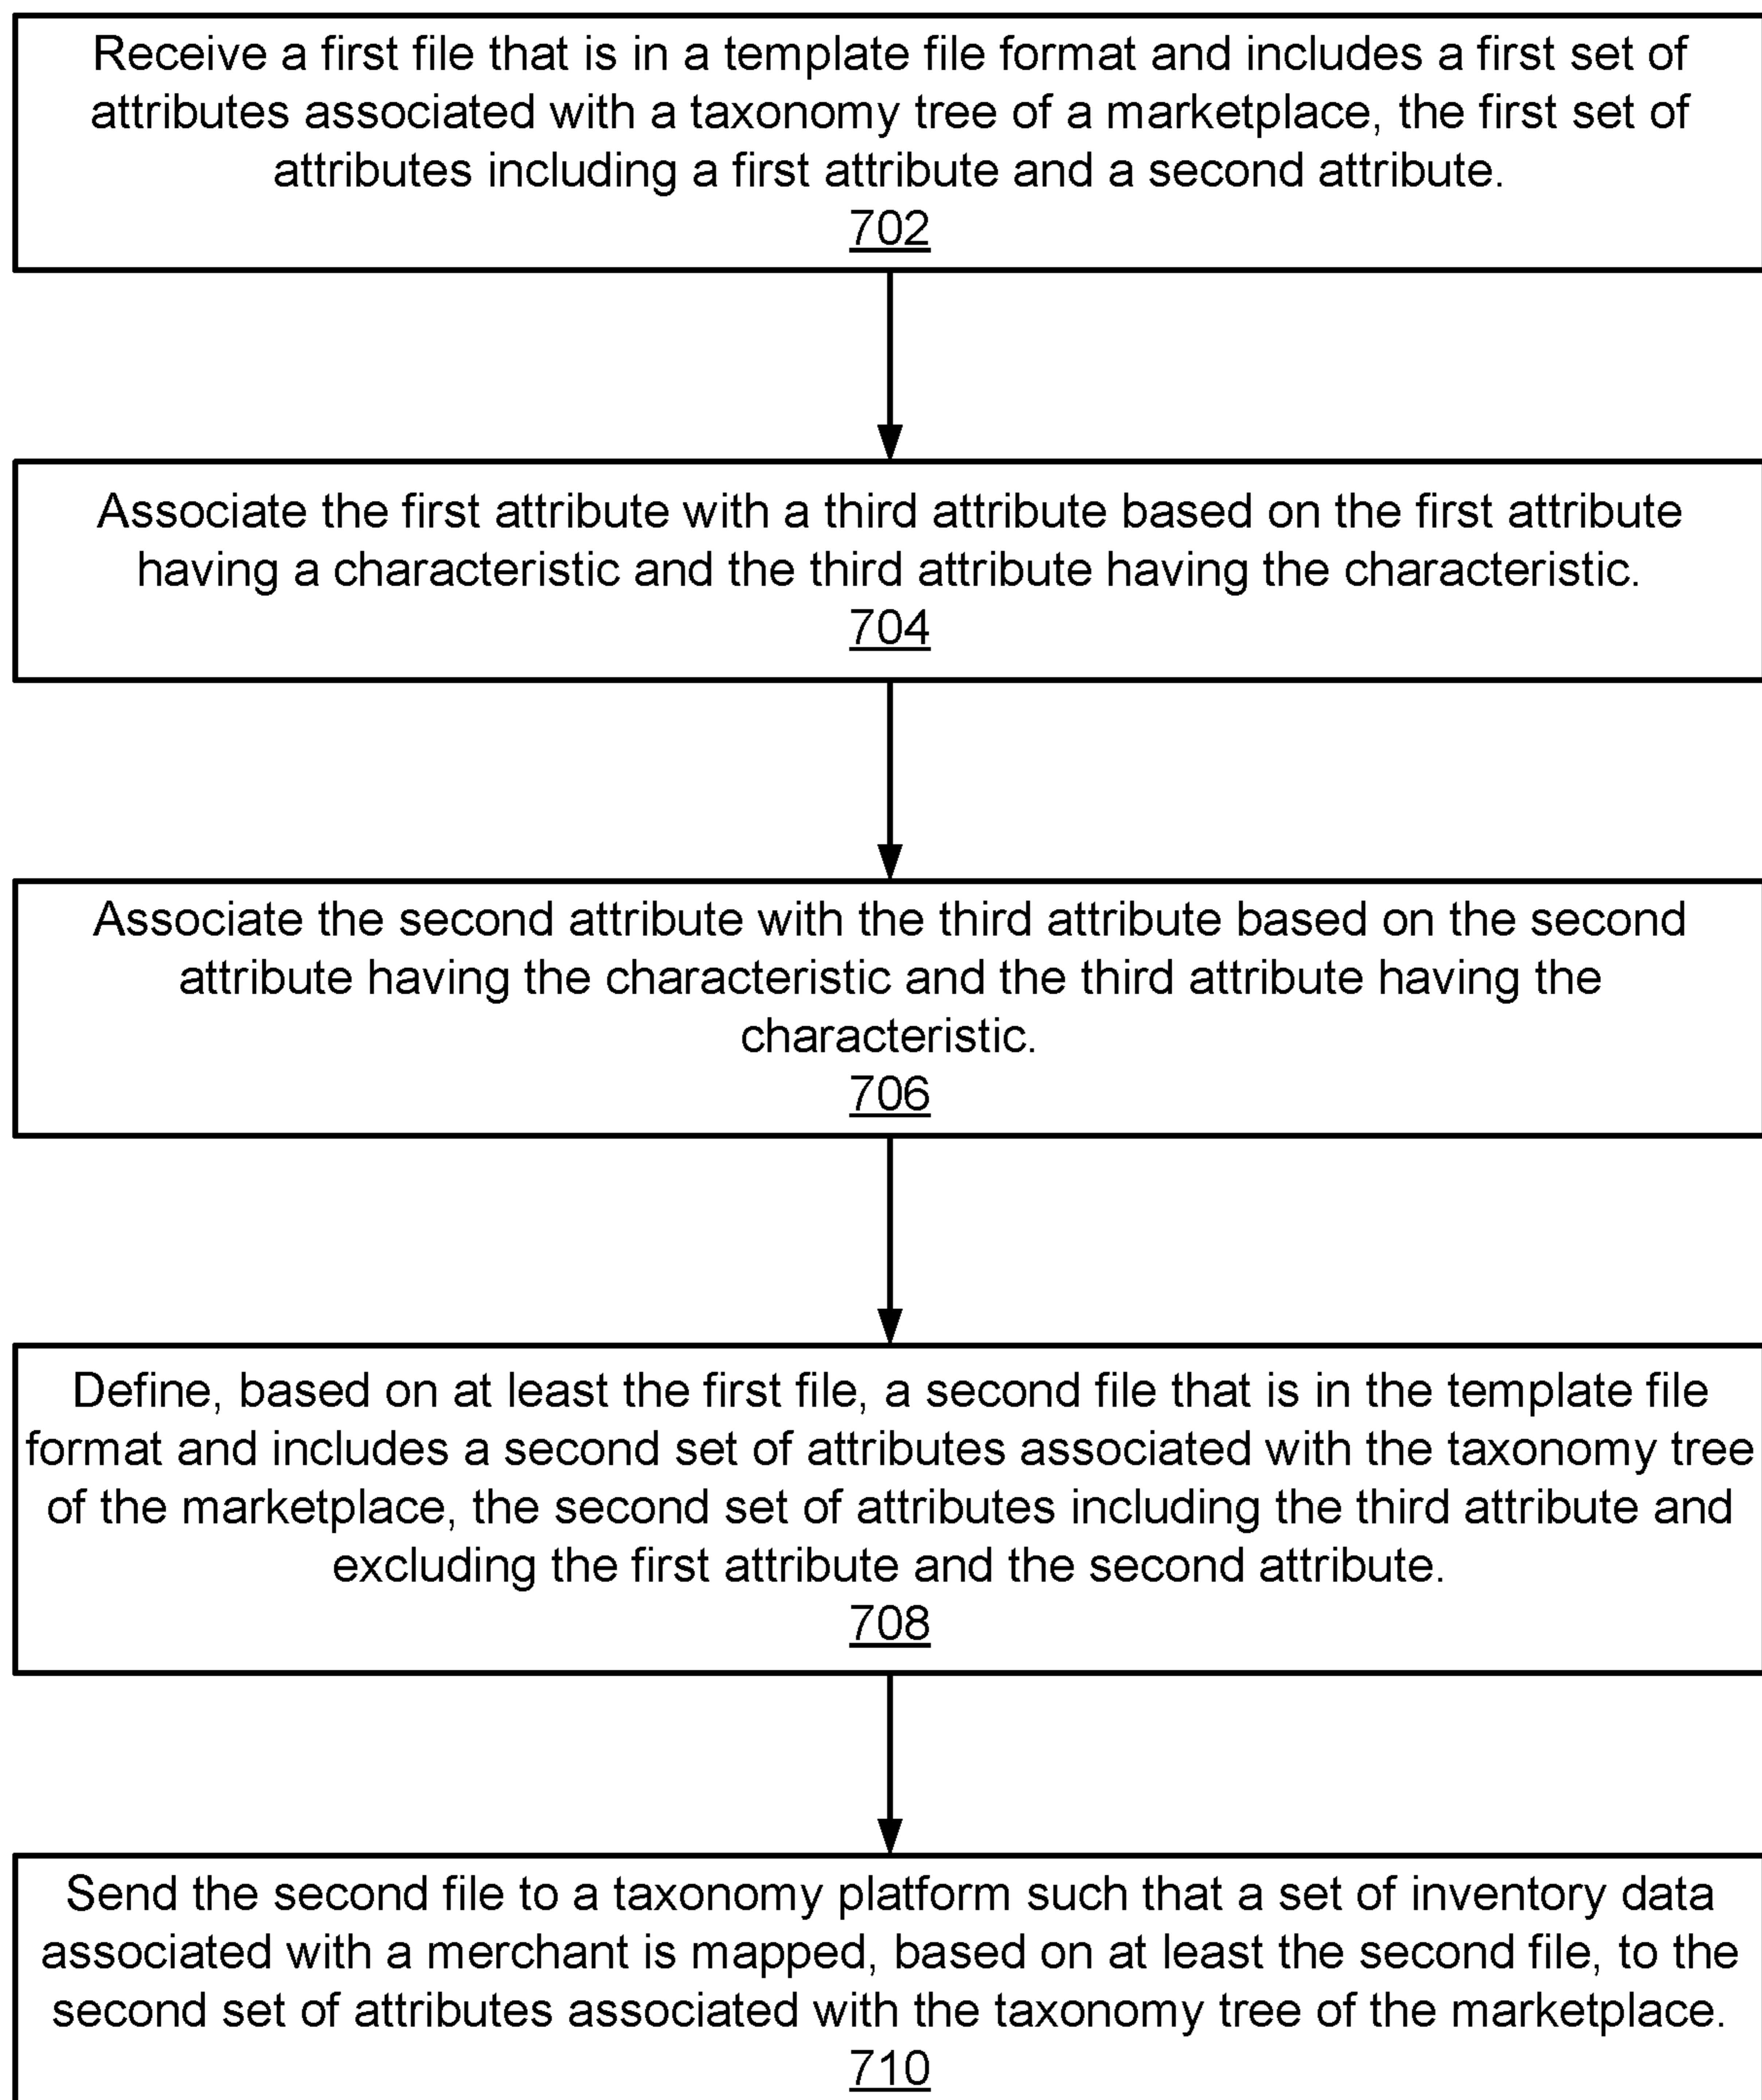 Receive a first file that is in a template file format and includes a first set of
attributes associated with a taxonomy tree of a marketplace, the first set of
attributes including a first attribute and a second attribute.
702
Associate the first attribute with a third attribute based on the first attribute
having a characteristic and the third attribute having the characteristic.
704
Associate the second attribute with the third attribute based on the second
attribute having the characteristic and the third attribute having the
characteristic.
706
Define, based on at least the first file, a second file that is in the template file
format and includes a second set of attributes associated with the taxonomy tree
of the marketplace, the second set of attributes including the third attribute and
excluding the first attribute and the second attribute.
708
Send the second file to a taxonomy platform such that a set of inventory data
associated with a merchant is mapped, based on at least the second file, to the
second set of attributes associated with the taxonomy tree of the marketplace.
710